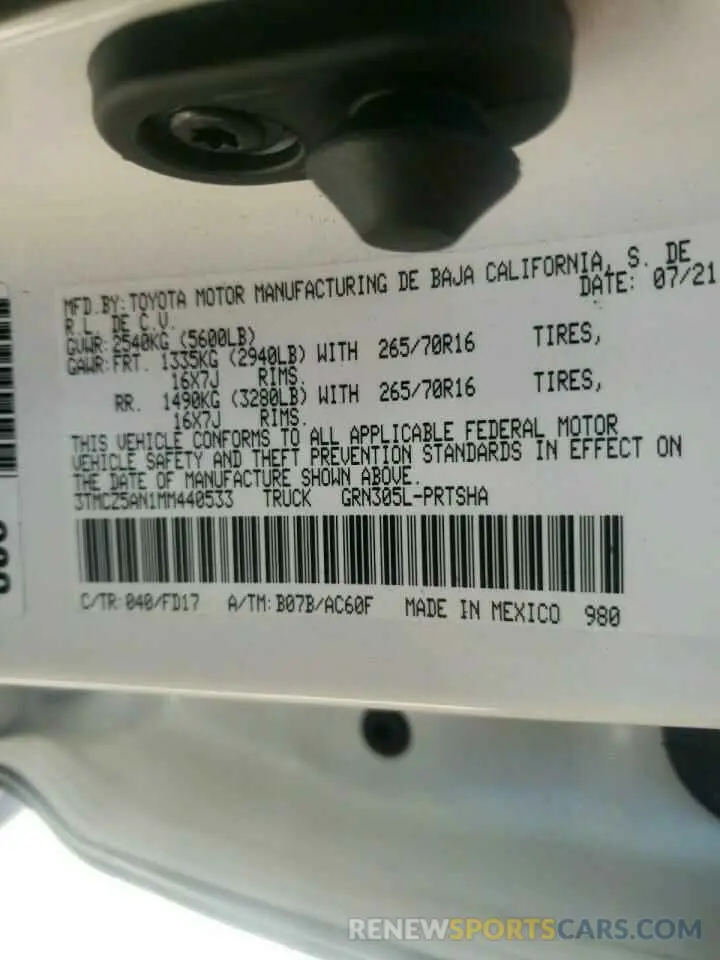 MFD.BY:TOYOTA MOTOR MANUFACTURING DE BAJA CALIFORNIA, S. DE
R.L. DE C.V. DATE: 07/21
GVWR:2540KG (5600LB)
GAWR:FRT. 1335KG (2940LB) WITH 265/70R16 TIRES,
16X7J RIMS.
RR. 1490KG (3280LB) WITH 265/70R16 TIRES,
16X7J RIMS.
THIS VEHICLE CONFORMS TO ALL APPLICABLE FEDERAL MOTOR
VEHICLE SAFETY AND THEFT PREVENTION STANDARDS IN EFFECT ON
THE DATE OF MANUFACTURE SHOWN ABOVE.
3TMCZ5AN1MM440533 TRUCK GRN305L-PRTSHA
C/TR:040/FD17 A/TM:B07B/AC60F MADE IN MEXICO 980
RENEWSPORTSCARS.COM